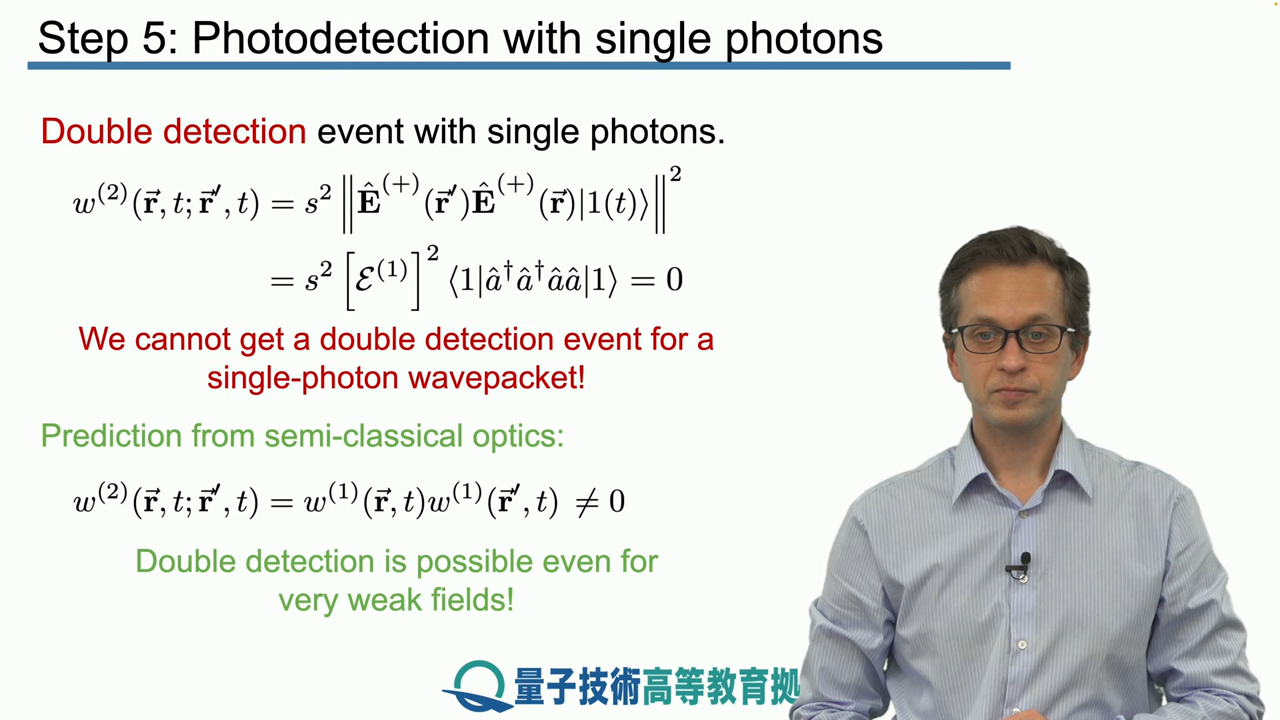 Step 5: Photodetection with single photons
Double detection event with single photons.
w⁽²⁾(r⃗, t; r⃗′, t) = s² ‖Ê⁽⁺⁾(r⃗′)Ê⁽⁺⁾(r⃗)|1(t)⟩‖²
= s² [ℰ⁽¹⁾]² ⟨1|â†â†ââ|1⟩ = 0
We cannot get a double detection event for a
single-photon wavepacket!
Prediction from semi-classical optics:
w⁽²⁾(r⃗, t; r⃗′, t) = w⁽¹⁾(r⃗, t)w⁽¹⁾(r⃗′, t) ≠ 0
Double detection is possible even for
very weak fields!
量子技術高等教育拠